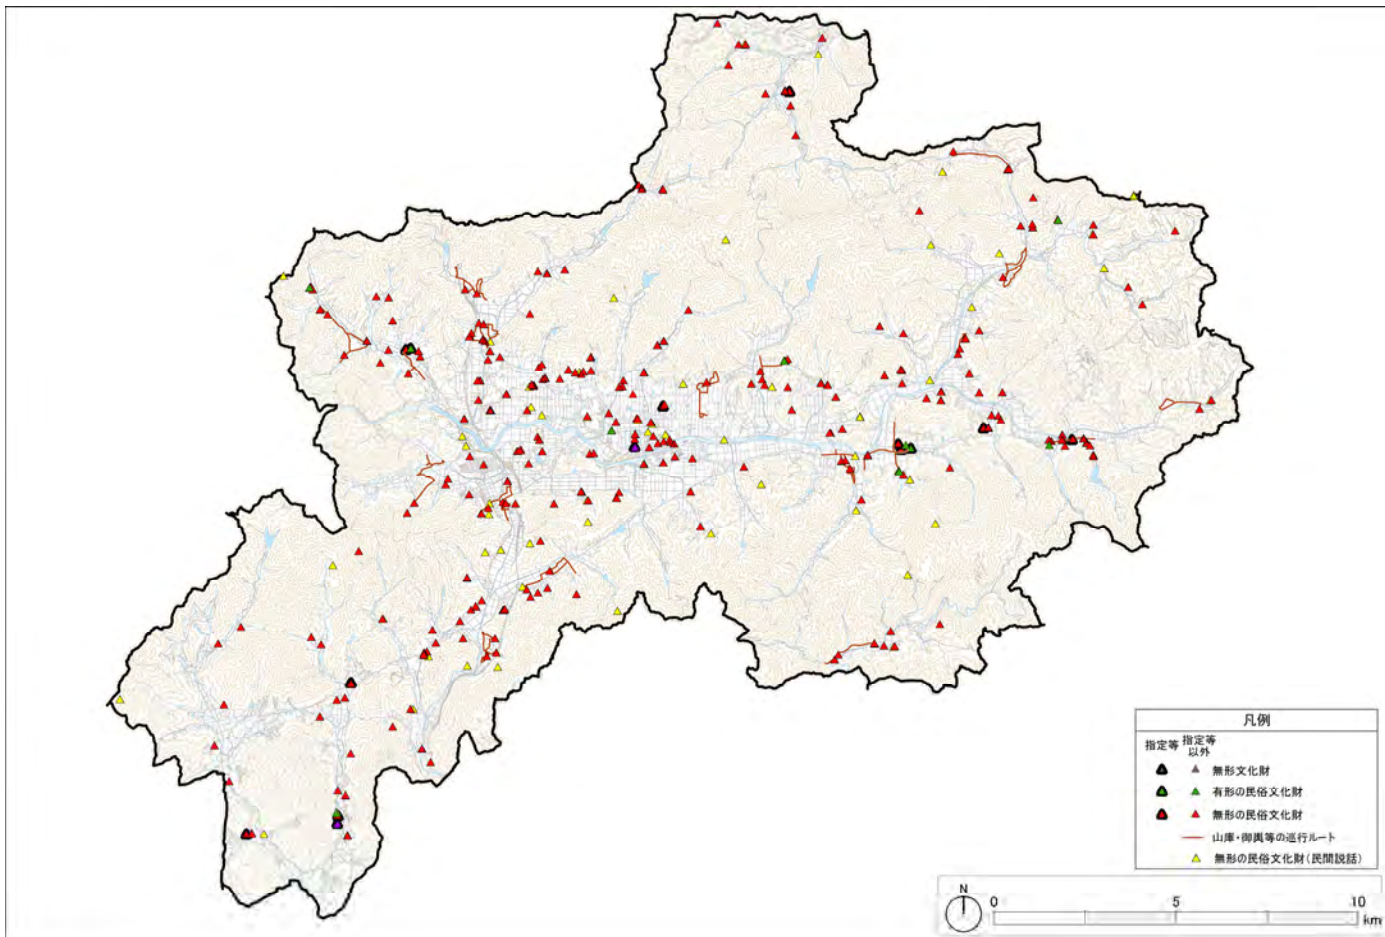 凡例
指定等 指定等以外
無形文化財
有形の民俗文化財
無形の民俗文化財
山車・御輿等の巡行ルート
無形の民俗文化財(民間説話)
N
0 5 10
km